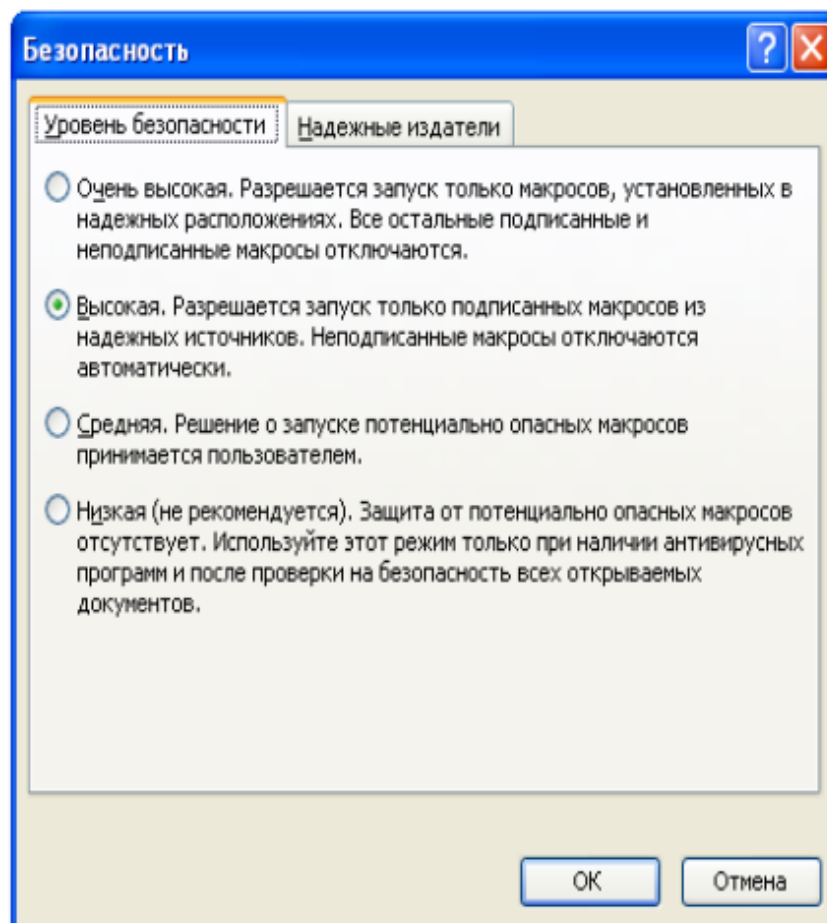 Безопасность
Уровень безопасности
Надежные издатели
Очень высокая. Разрешается запуск только макросов, установленных в
надежных расположениях. Все остальные подписанные и
неподписанные макросы отключаются.
Высокая. Разрешается запуск только подписанных макросов из
надежных источников. Неподписанные макросы отключаются
автоматически.
Средняя. Решение о запуске потенциально опасных макросов
принимается пользователем.
Низкая (не рекомендуется). Защита от потенциально опасных макросов
отсутствует. Используйте этот режим только при наличии антивирусных
программ и после проверки на безопасность всех открываемых
документов.
ОК
Отмена